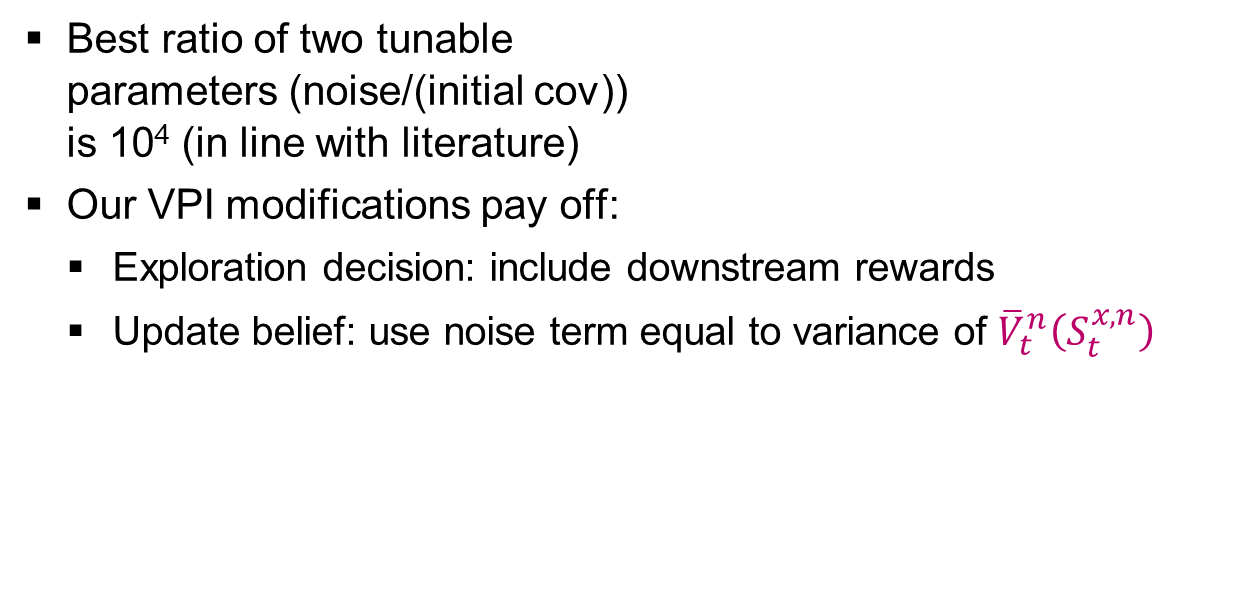 ▪ Best ratio of two tunable
parameters (noise/(initial cov))
is 10⁴ (in line with literature)
▪ Our VPI modifications pay off:
▪ Exploration decision: include downstream rewards
▪ Update belief: use noise term equal to variance of V̄ₜⁿ(Sₜˣ,ⁿ)